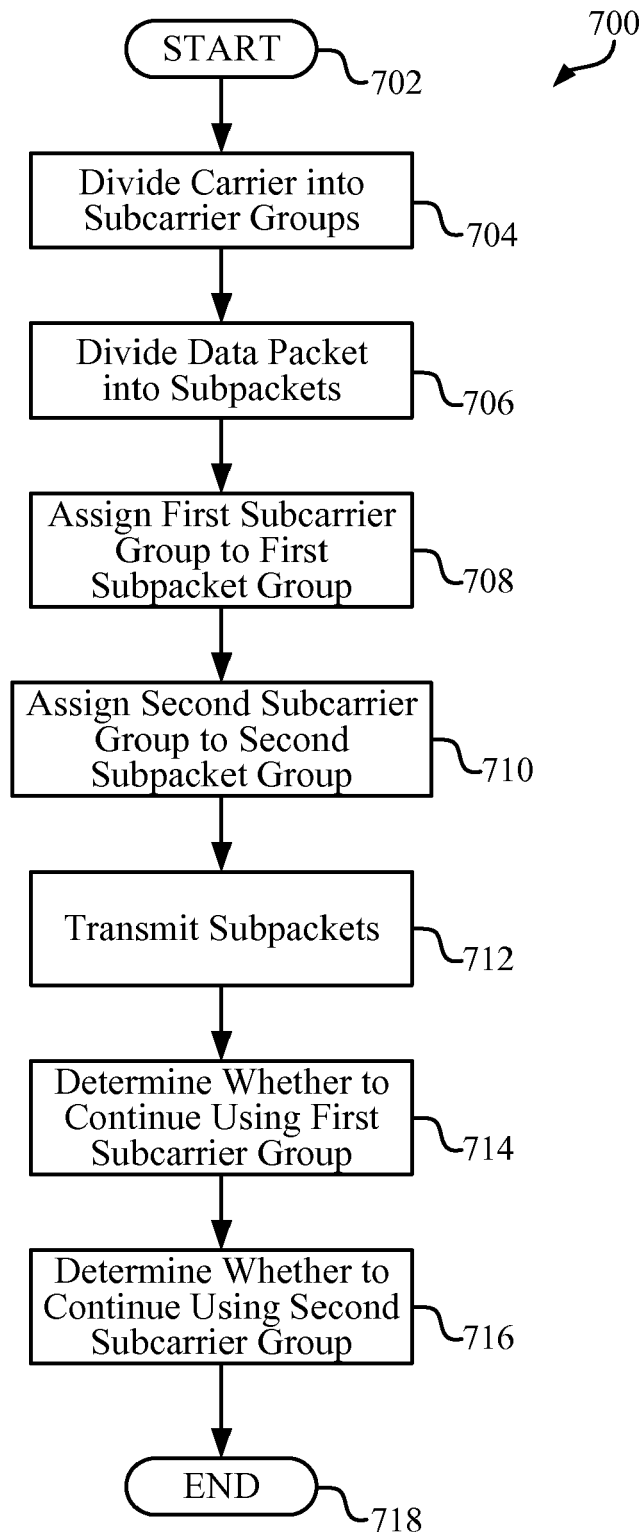 700
START
702
Divide Carrier into
Subcarrier Groups
704
Divide Data Packet
into Subpackets
706
Assign First Subcarrier
Group to First
Subpacket Group
708
Assign Second Subcarrier
Group to Second
Subpacket Group
710
Transmit Subpackets
712
Determine Whether to
Continue Using First
Subcarrier Group
714
Determine Whether to
Continue Using Second
Subcarrier Group
716
END
718